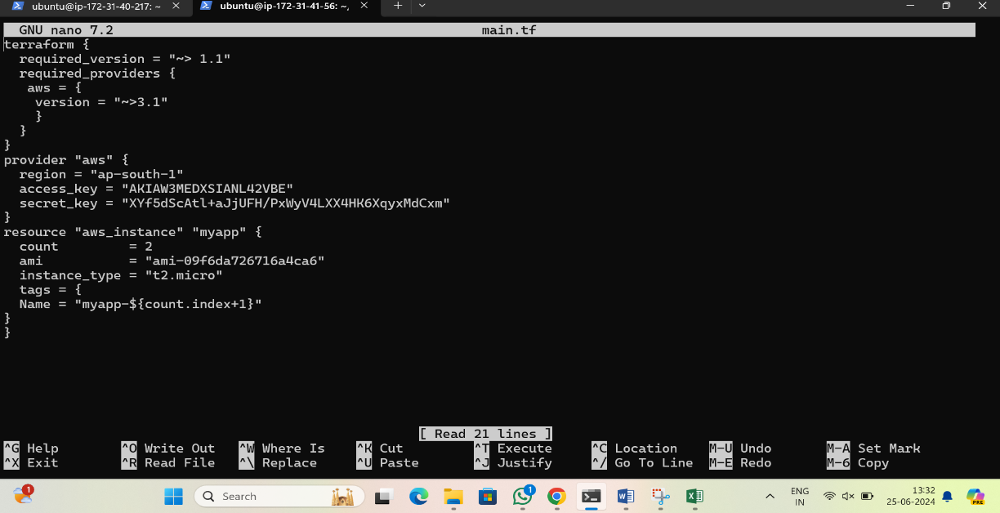 ubuntu@ip-172-31-40-217: ~
ubuntu@ip-172-31-41-56: ~,
GNU nano 7.2 main.tf
terraform {
  required_version = "~> 1.1"
  required_providers {
   aws = {
    version = "~>3.1"
    }
  }
}
provider "aws" {
  region = "ap-south-1"
  access_key = "AKIAW3MEDXSIANL42VBE"
  secret_key = "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"
}
resource "aws_instance" "myapp" {
  count         = 2
  ami           = "ami-09f6da726716a4ca6"
  instance_type = "t2.micro"
  tags = {
  Name = "myapp-${count.index+1}"
}
}
[ Read 21 lines ]
^G Help ^O Write Out ^W Where Is ^K Cut ^T Execute ^C Location M-U Undo M-A Set Mark
^X Exit ^R Read File ^\ Replace ^U Paste ^J Justify ^/ Go To Line M-E Redo M-6 Copy
1
Search
1
ENG
IN
13:32
25-06-2024
PRE